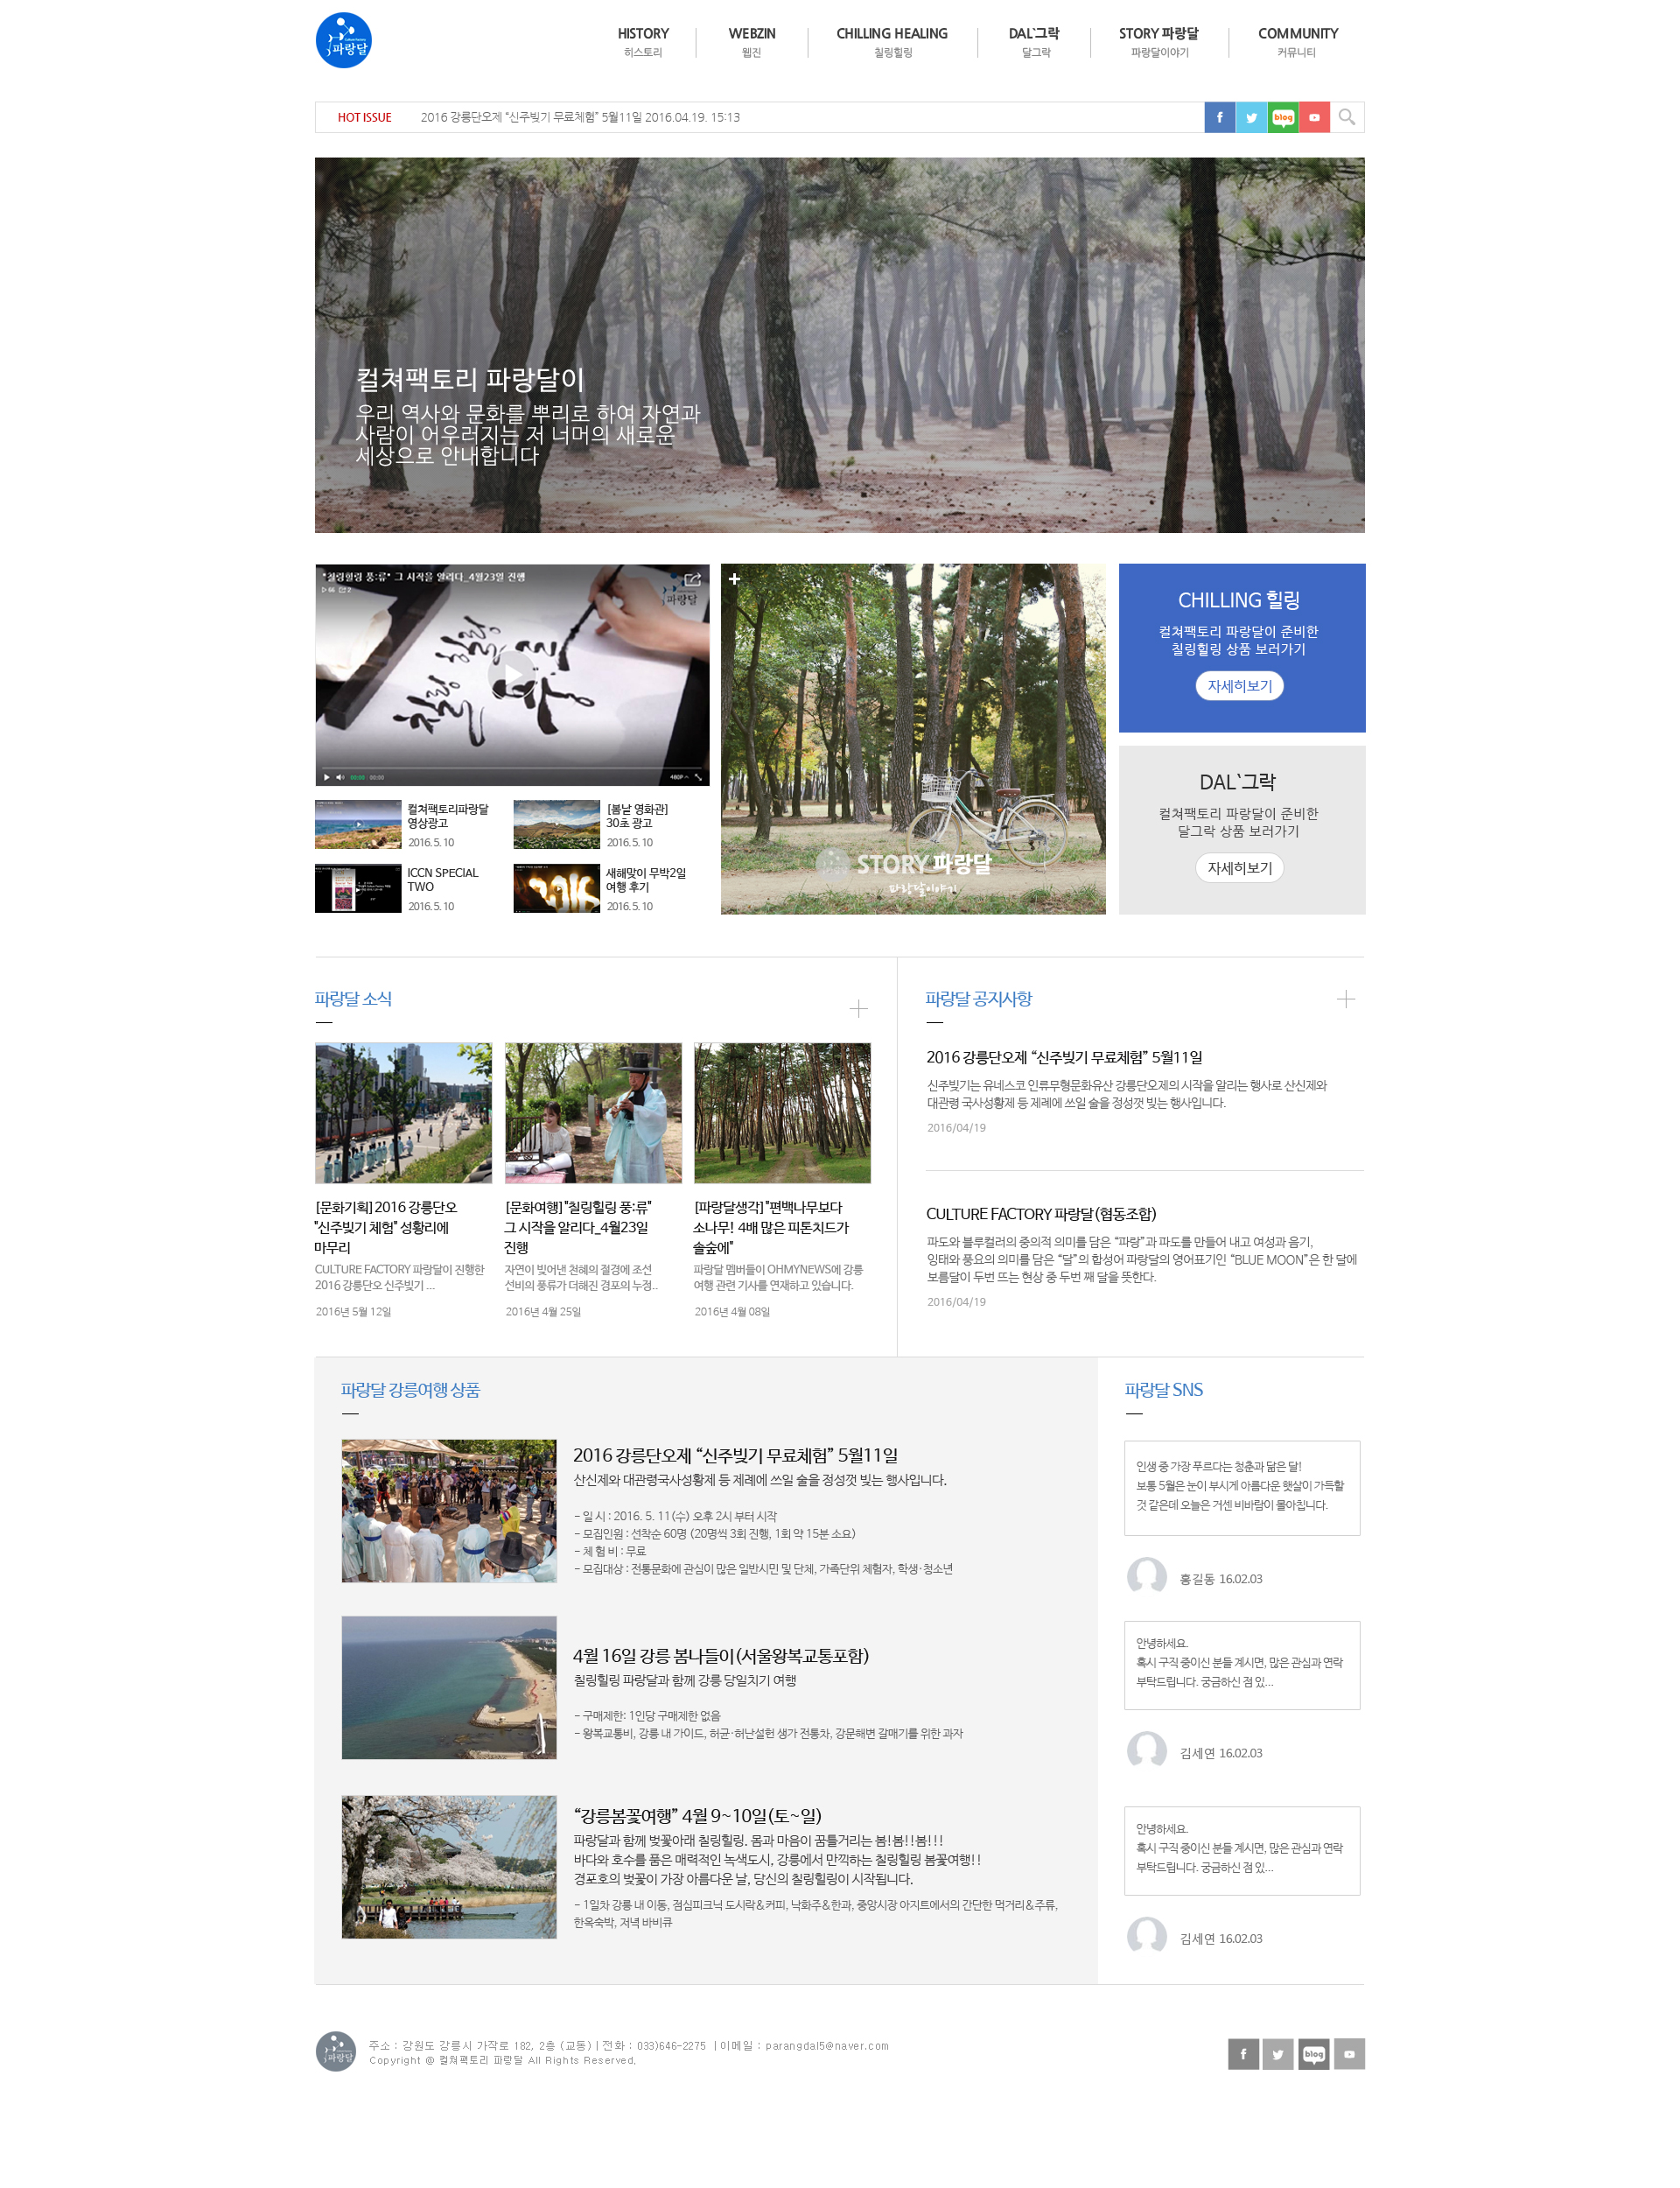 파랑달
HISTORY
히스토리
WEBZIN
웹진
CHILLING HEALING
칠링힐링
DAL`그락
달그락
STORY 파랑달
파랑달이야기
COMMUNITY
커뮤니티
HOT ISSUE
2016 강릉단오제 “신주빚기 무료체험” 5월11일 2016.04.19. 15:13
f
blog
컬쳐팩토리 파랑달이
우리 역사와 문화를 뿌리로 하여 자연과
사람이 어우러지는 저 너머의 새로운
세상으로 안내합니다
"칠링힐링 풍:류" 그 시작을 알리다_4월23일 진행
66 2
파랑달
칠링힐링
풍
00:00 00:00
480P
컬쳐팩토리파랑달
영상광고
2016. 5. 10
[봄날 영화관]
30초 광고
2016. 5. 10
ICCN SPECIAL
TWO
2016. 5. 10
새해맞이 무박2일
여행 후기
2016. 5. 10
STORY 파랑달
파랑달이야기
CHILLING 힐링
컬쳐팩토리 파랑달이 준비한
칠링힐링 상품 보러가기
자세히보기
DAL`그락
컬쳐팩토리 파랑달이 준비한
달그락 상품 보러가기
자세히보기
파랑달 소식
[문화기획]2016 강릉단오
"신주빚기 체험" 성황리에
마무리
CULTURE FACTORY 파랑달이 진행한
2016 강릉단오 신주빚기 ...
2016년 5월 12일
[문화여행]"칠링힐링 풍:류"
그 시작을 알리다_4월23일
진행
자연이 빚어낸 천혜의 절경에 조선
선비의 풍류가 더해진 경포의 누정..
2016년 4월 25일
[파랑달생각]"편백나무보다
소나무! 4배 많은 피톤치드가
솔숲에"
파랑달 멤버들이 OHMYNEWS에 강릉
여행 관련 기사를 연재하고 있습니다.
2016년 4월 08일
파랑달 공지사항
2016 강릉단오제 “신주빚기 무료체험” 5월11일
신주빚기는 유네스코 인류무형문화유산 강릉단오제의 시작을 알리는 행사로 산신제와
대관령 국사성황제 등 제례에 쓰일 술을 정성껏 빚는 행사입니다.
2016/04/19
CULTURE FACTORY 파랑달(협동조합)
파도와 블루컬러의 중의적 의미를 담은 “파랑”과 파도를 만들어 내고 여성과 음기,
잉태와 풍요의 의미를 담은 “달”의 합성어 파랑달의 영어표기인 “BLUE MOON”은 한 달에
보름달이 두번 뜨는 현상 중 두번 째 달을 뜻한다.
2016/04/19
파랑달 강릉여행 상품
2016 강릉단오제 “신주빚기 무료체험” 5월11일
산신제와 대관령국사성황제 등 제례에 쓰일 술을 정성껏 빚는 행사입니다.
- 일 시 : 2016. 5. 11(수) 오후 2시 부터 시작
- 모집인원 : 선착순 60명 (20명씩 3회 진행, 1회 약 15분 소요)
- 체 험 비 : 무료
- 모집대상 : 전통문화에 관심이 많은 일반시민 및 단체, 가족단위 체험자, 학생·청소년
4월 16일 강릉 봄나들이(서울왕복교통포함)
칠링힐링 파랑달과 함께 강릉 당일치기 여행
- 구매제한: 1인당 구매제한 없음
- 왕복교통비, 강릉 내 가이드, 허균·허난설헌 생가 전통차, 강문해변 갈매기를 위한 과자
“강릉봄꽃여행” 4월 9~10일(토~일)
파랑달과 함께 벚꽃아래 칠링힐링. 몸과 마음이 꿈틀거리는 봄!봄!!봄!!!
바다와 호수를 품은 매력적인 녹색도시, 강릉에서 만끽하는 칠링힐링 봄꽃여행!!
경포호의 벚꽃이 가장 아름다운 날, 당신의 칠링힐링이 시작됩니다.
- 1일차 강릉 내 이동, 점심피크닉 도시락&커피, 낙화주&한과, 중앙시장 아지트에서의 간단한 먹거리&주류,
한옥숙박, 저녁 바비큐
파랑달 SNS
인생 중 가장 푸르다는 청춘과 닮은 달!
보통 5월은 눈이 부시게 아름다운 햇살이 가득할
것 같은데 오늘은 거센 비바람이 몰아칩니다.
홍길동 16.02.03
안녕하세요.
혹시 구직 중이신 분들 계시면, 많은 관심과 연락
부탁드립니다. 궁금하신 점 있...
김세연 16.02.03
안녕하세요.
혹시 구직 중이신 분들 계시면, 많은 관심과 연락
부탁드립니다. 궁금하신 점 있...
김세연 16.02.03
파랑달
주소 : 강원도 강릉시 가작로 182, 2층 (교동) | 전화 : 033)646-2275 | 이메일 : parangdal5@naver.com
Copyright @ 컬쳐팩토리 파랑달 All Rights Reserved.
f
blog